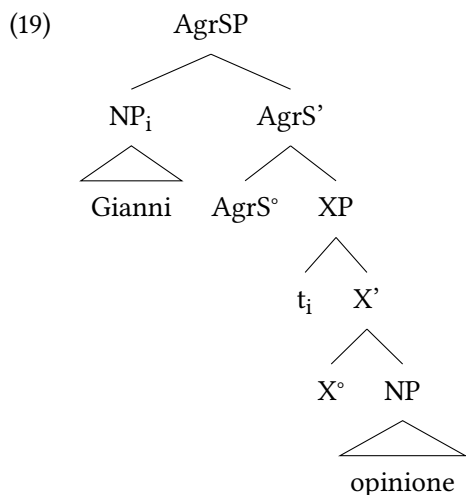 (19) AgrSP
NPi AgrS’
Gianni AgrS° XP
ti X’
X° NP
opinione